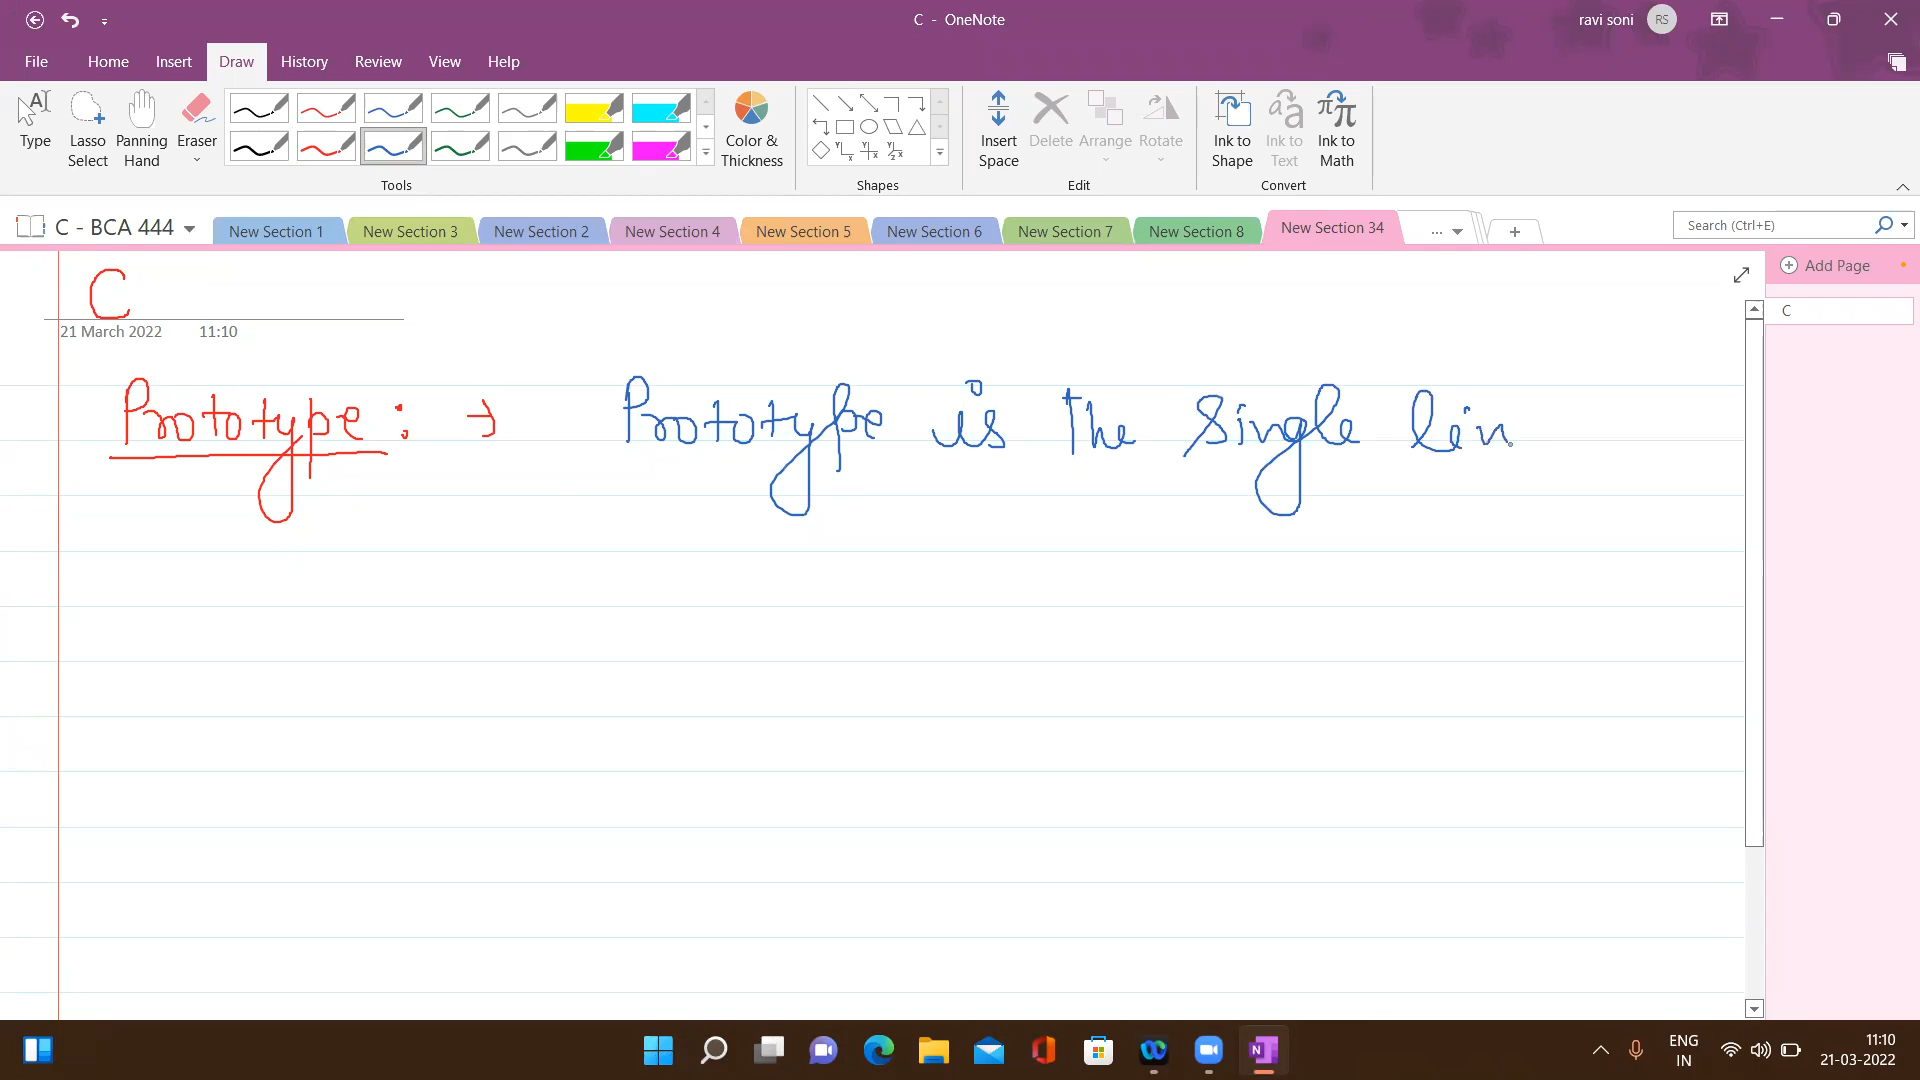 C - OneNote
ravi soni RS
File Home Insert Draw History Review View Help
Type
Lasso Select
Panning Hand
Eraser
Color & Thickness
Insert Space
Delete
Arrange
Rotate
Ink to Shape
Ink to Text
Ink to Math
Tools Shapes Edit Convert
C - BCA 444
New Section 1 New Section 3 New Section 2 New Section 4 New Section 5 New Section 6 New Section 7 New Section 8 New Section 34 ... +
Search (Ctrl+E)
Add Page
C
C
21 March 2022 11:10
Prototype: → Prototype is the single lin
ENG IN
11:10
21-03-2022